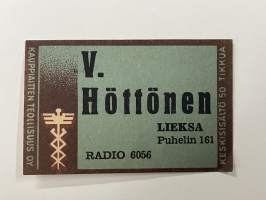 KAUPPIAITTEN TEOLLISUUS OY
V.
Höttönen
LIEKSA
Puhelin 161
RADIO 6056
KESKISISÄLTÖ 50 TIKKUA